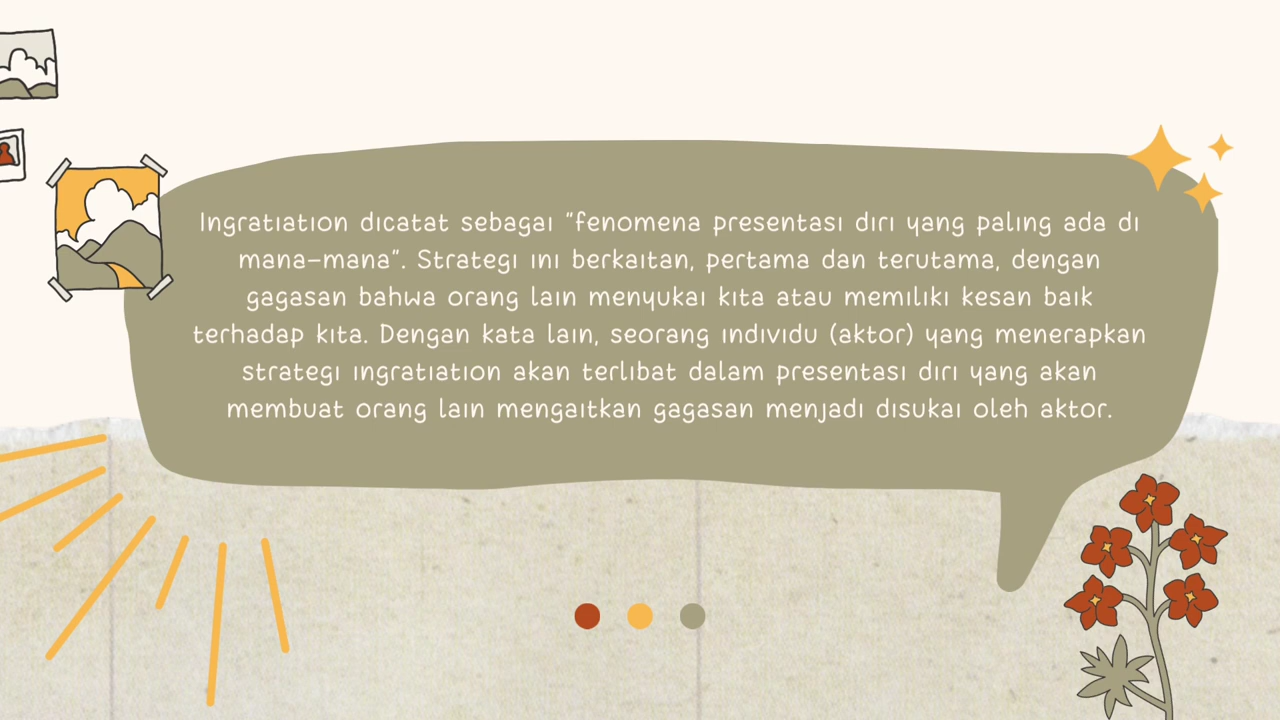 Ingratiation dicatat sebagai "fenomena presentasi diri yang paling ada di
mana-mana". Strategi ini berkaitan, pertama dan terutama, dengan
gagasan bahwa orang lain menyukai kita atau memiliki kesan baik
terhadap kita. Dengan kata lain, seorang individu (aktor) yang menerapkan
strategi ingratiation akan terlibat dalam presentasi diri yang akan
membuat orang lain mengaitkan gagasan menjadi disukai oleh aktor.